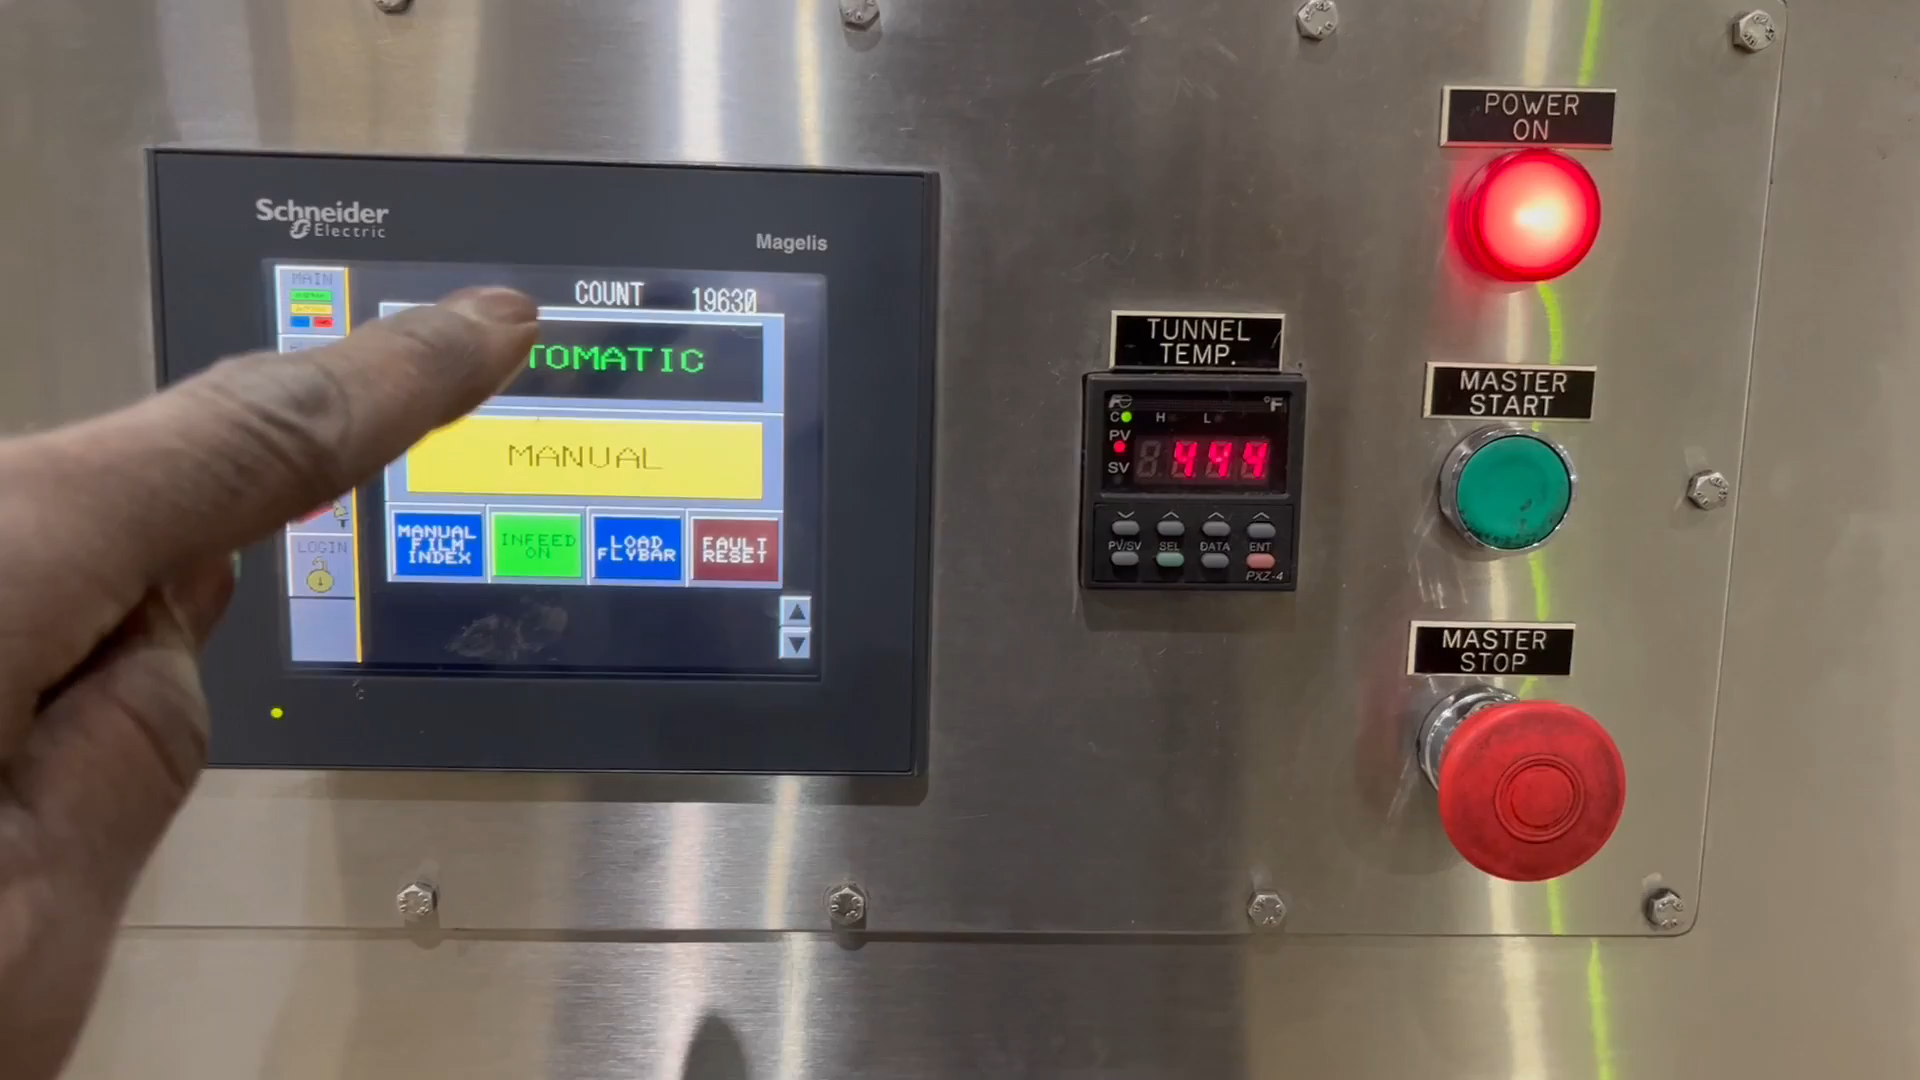 POWER
ON
Schneider
Electric
Magelis
MAIN
COUNT 19630
TOMATIC
MANUAL
MANUAL
FILM
INDEX
INFEED
ON
LOAD
FLYBAR
FAULT
RESET
LOGIN
TUNNEL
TEMP.
°F
C H L
PV
SV
449
PV/SV SEL DATA ENT
PXZ-4
MASTER
START
MASTER
STOP